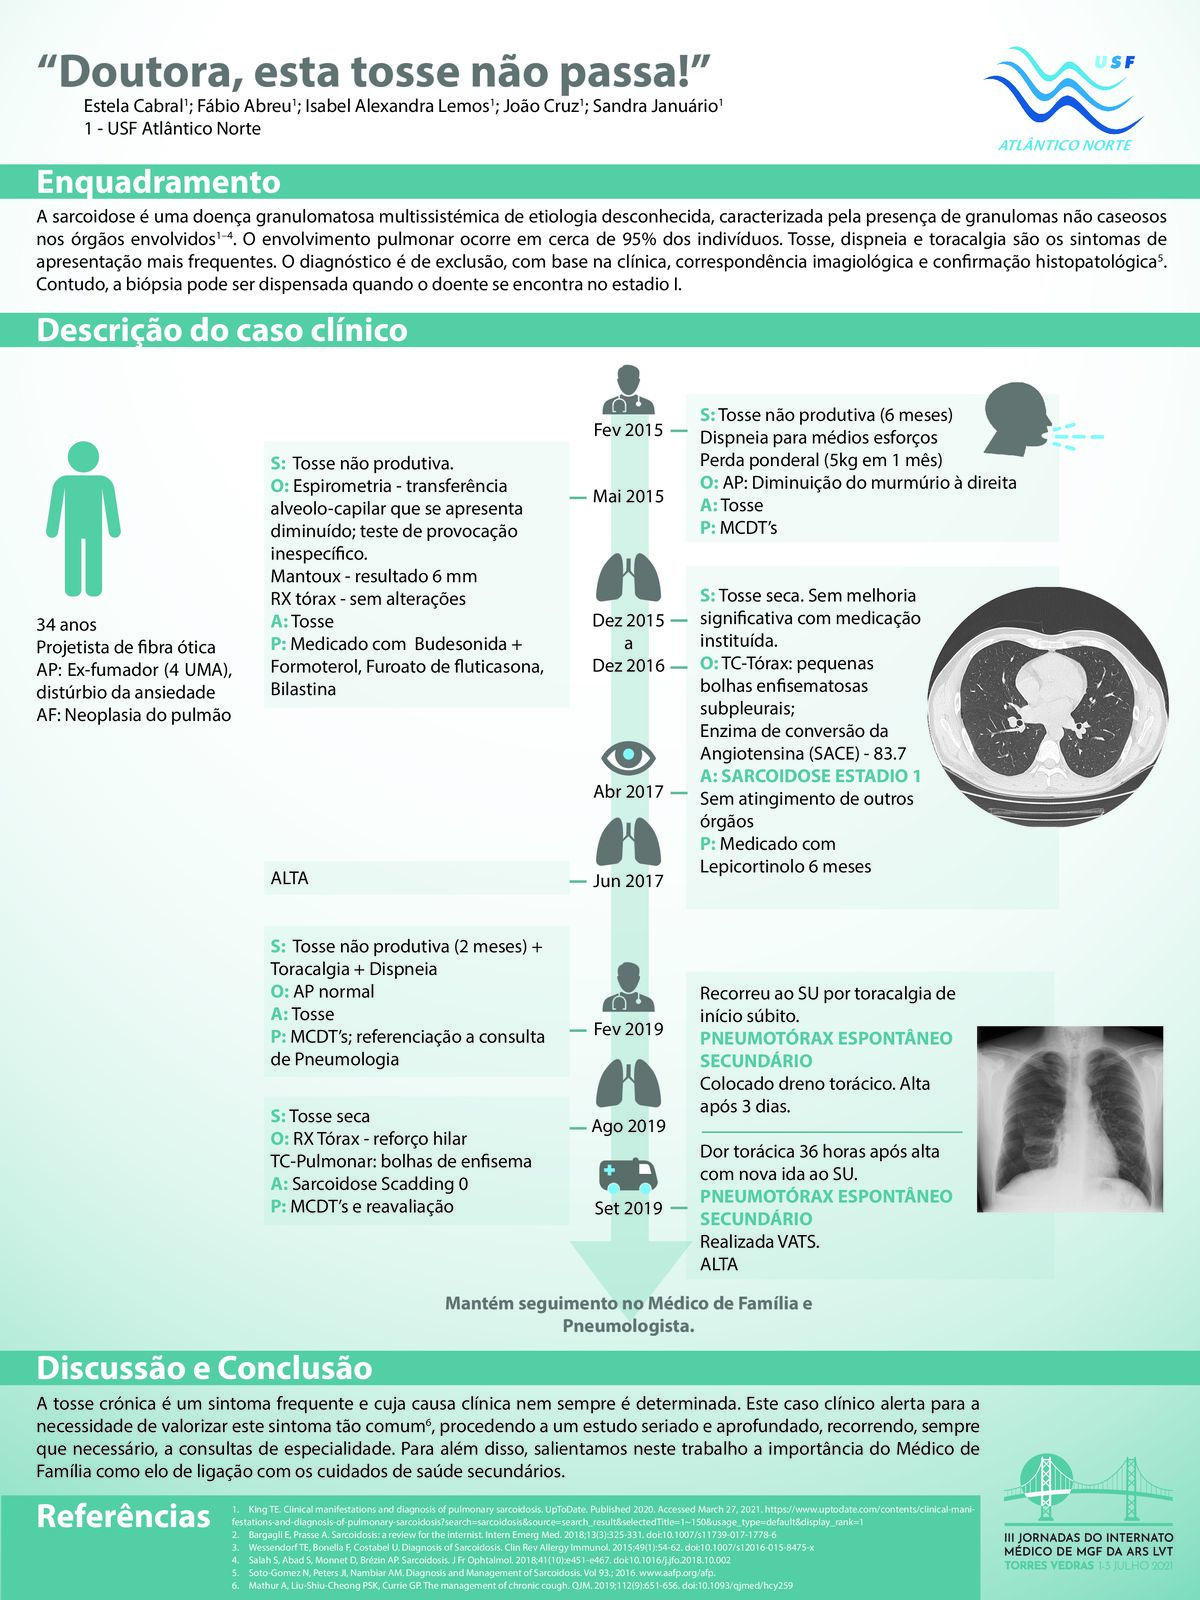 “Doutora, esta tosse não passa!”
Estela Cabral¹; Fábio Abreu¹; Isabel Alexandra Lemos¹; João Cruz¹; Sandra Januário¹
1 - USF Atlântico Norte
USF
ATLÂNTICO NORTE
Enquadramento
A sarcoidose é uma doença granulomatosa multissistémica de etiologia desconhecida, caracterizada pela presença de granulomas não caseosos
nos órgãos envolvidos¹⁻⁴. O envolvimento pulmonar ocorre em cerca de 95% dos indivíduos. Tosse, dispneia e toracalgia são os sintomas de
apresentação mais frequentes. O diagnóstico é de exclusão, com base na clínica, correspondência imagiológica e confirmação histopatológica⁵.
Contudo, a biópsia pode ser dispensada quando o doente se encontra no estadio I.
Descrição do caso clínico
34 anos
Projetista de fibra ótica
AP: Ex-fumador (4 UMA),
distúrbio da ansiedade
AF: Neoplasia do pulmão
Fev 2015
S: Tosse não produtiva (6 meses)
Dispneia para médios esforços
Perda ponderal (5kg em 1 mês)
O: AP: Diminuição do murmúrio à direita
A: Tosse
P: MCDT’s
Mai 2015
S: Tosse não produtiva.
O: Espirometria - transferência
alveolo-capilar que se apresenta
diminuído; teste de provocação
inespecífico.
Mantoux - resultado 6 mm
RX tórax - sem alterações
A: Tosse
P: Medicado com Budesonida +
Formoterol, Furoato de fluticasona,
Bilastina
Dez 2015
a
Dez 2016
Abr 2017
S: Tosse seca. Sem melhoria
significativa com medicação
instituída.
O: TC-Tórax: pequenas
bolhas enfisematosas
subpleurais;
Enzima de conversão da
Angiotensina (SACE) - 83.7
A: SARCOIDOSE ESTADIO 1
Sem atingimento de outros
órgãos
P: Medicado com
Lepicortinolo 6 meses
Jun 2017
ALTA
Fev 2019
S: Tosse não produtiva (2 meses) +
Toracalgia + Dispneia
O: AP normal
A: Tosse
P: MCDT’s; referenciação a consulta
de Pneumologia
Ago 2019
S: Tosse seca
O: RX Tórax - reforço hilar
TC-Pulmonar: bolhas de enfisema
A: Sarcoidose Scadding 0
P: MCDT’s e reavaliação
Set 2019
Recorreu ao SU por toracalgia de
início súbito.
PNEUMOTÓRAX ESPONTÂNEO
SECUNDÁRIO
Colocado dreno torácico. Alta
após 3 dias.
Dor torácica 36 horas após alta
com nova ida ao SU.
PNEUMOTÓRAX ESPONTÂNEO
SECUNDÁRIO
Realizada VATS.
ALTA
Mantém seguimento no Médico de Família e
Pneumologista.
Discussão e Conclusão
A tosse crónica é um sintoma frequente e cuja causa clínica nem sempre é determinada. Este caso clínico alerta para a
necessidade de valorizar este sintoma tão comum⁶, procedendo a um estudo seriado e aprofundado, recorrendo, sempre
que necessário, a consultas de especialidade. Para além disso, salientamos neste trabalho a importância do Médico de
Família como elo de ligação com os cuidados de saúde secundários.
Referências
1. King TE. Clinical manifestations and diagnosis of pulmonary sarcoidosis. UpToDate. Published 2020. Accessed March 27, 2021. https://www.uptodate.com/contents/clinical-mani-
festations-and-diagnosis-of-pulmonary-sarcoidosis?search=sarcoidosis&source=search_result&selectedTitle=1~150&usage_type=default&display_rank=1
2. Bargagli E, Prasse A. Sarcoidosis: a review for the internist. Intern Emerg Med. 2018;13(3):325-331. doi:10.1007/s11739-017-1778-6
3. Wessendorf TE, Bonella F, Costabel U. Diagnosis of Sarcoidosis. Clin Rev Allergy Immunol. 2015;49(1):54-62. doi:10.1007/s12016-015-8475-x
4. Salah S, Abad S, Monnet D, Brézin AP. Sarcoidosis. J Fr Ophtalmol. 2018;41(10):e451-e467. doi:10.1016/j.jfo.2018.10.002
5. Soto-Gomez N, Peters JI, Nambiar AM. Diagnosis and Management of Sarcoidosis. Vol 93.; 2016. www.aafp.org/afp.
6. Mathur A, Liu-Shiu-Cheong PSK, Currie GP. The management of chronic cough. QJM. 2019;112(9):651-656. doi:10.1093/qjmed/hcy259
III JORNADAS DO INTERNATO
MÉDICO DE MGF DA ARS LVT
TORRES VEDRAS 1-3 JULHO 2021